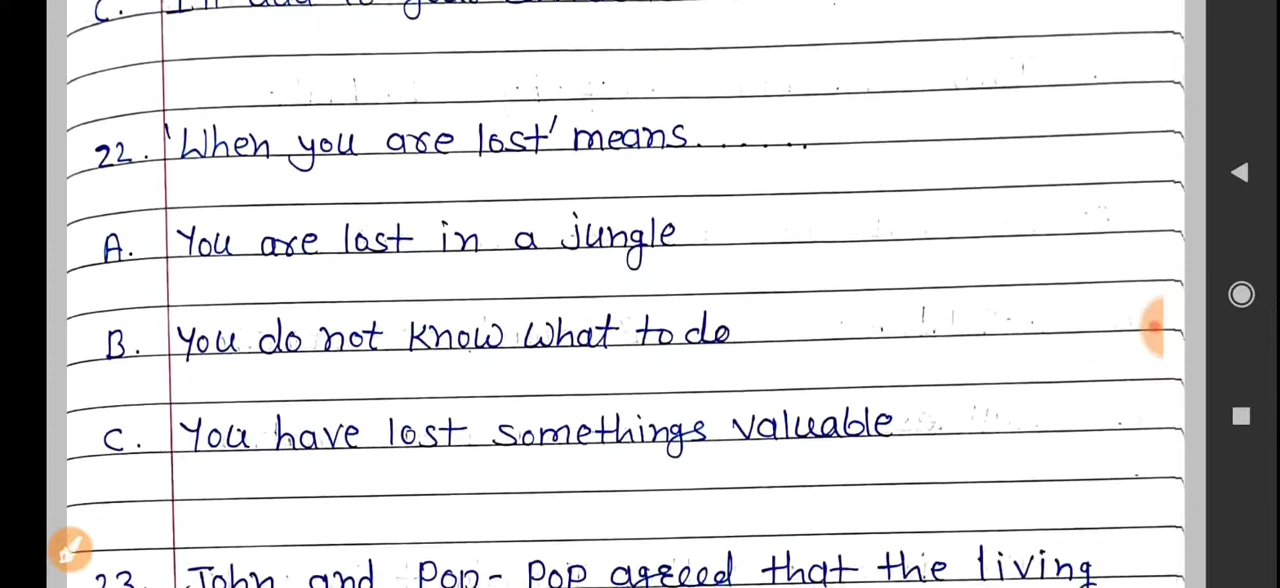 C.
22. 'When you are lost' means......
A. You are lost in a jungle
B. You do not know what to do
C. You have lost somethings valuable
23. John and Pop-Pop agreed that the living